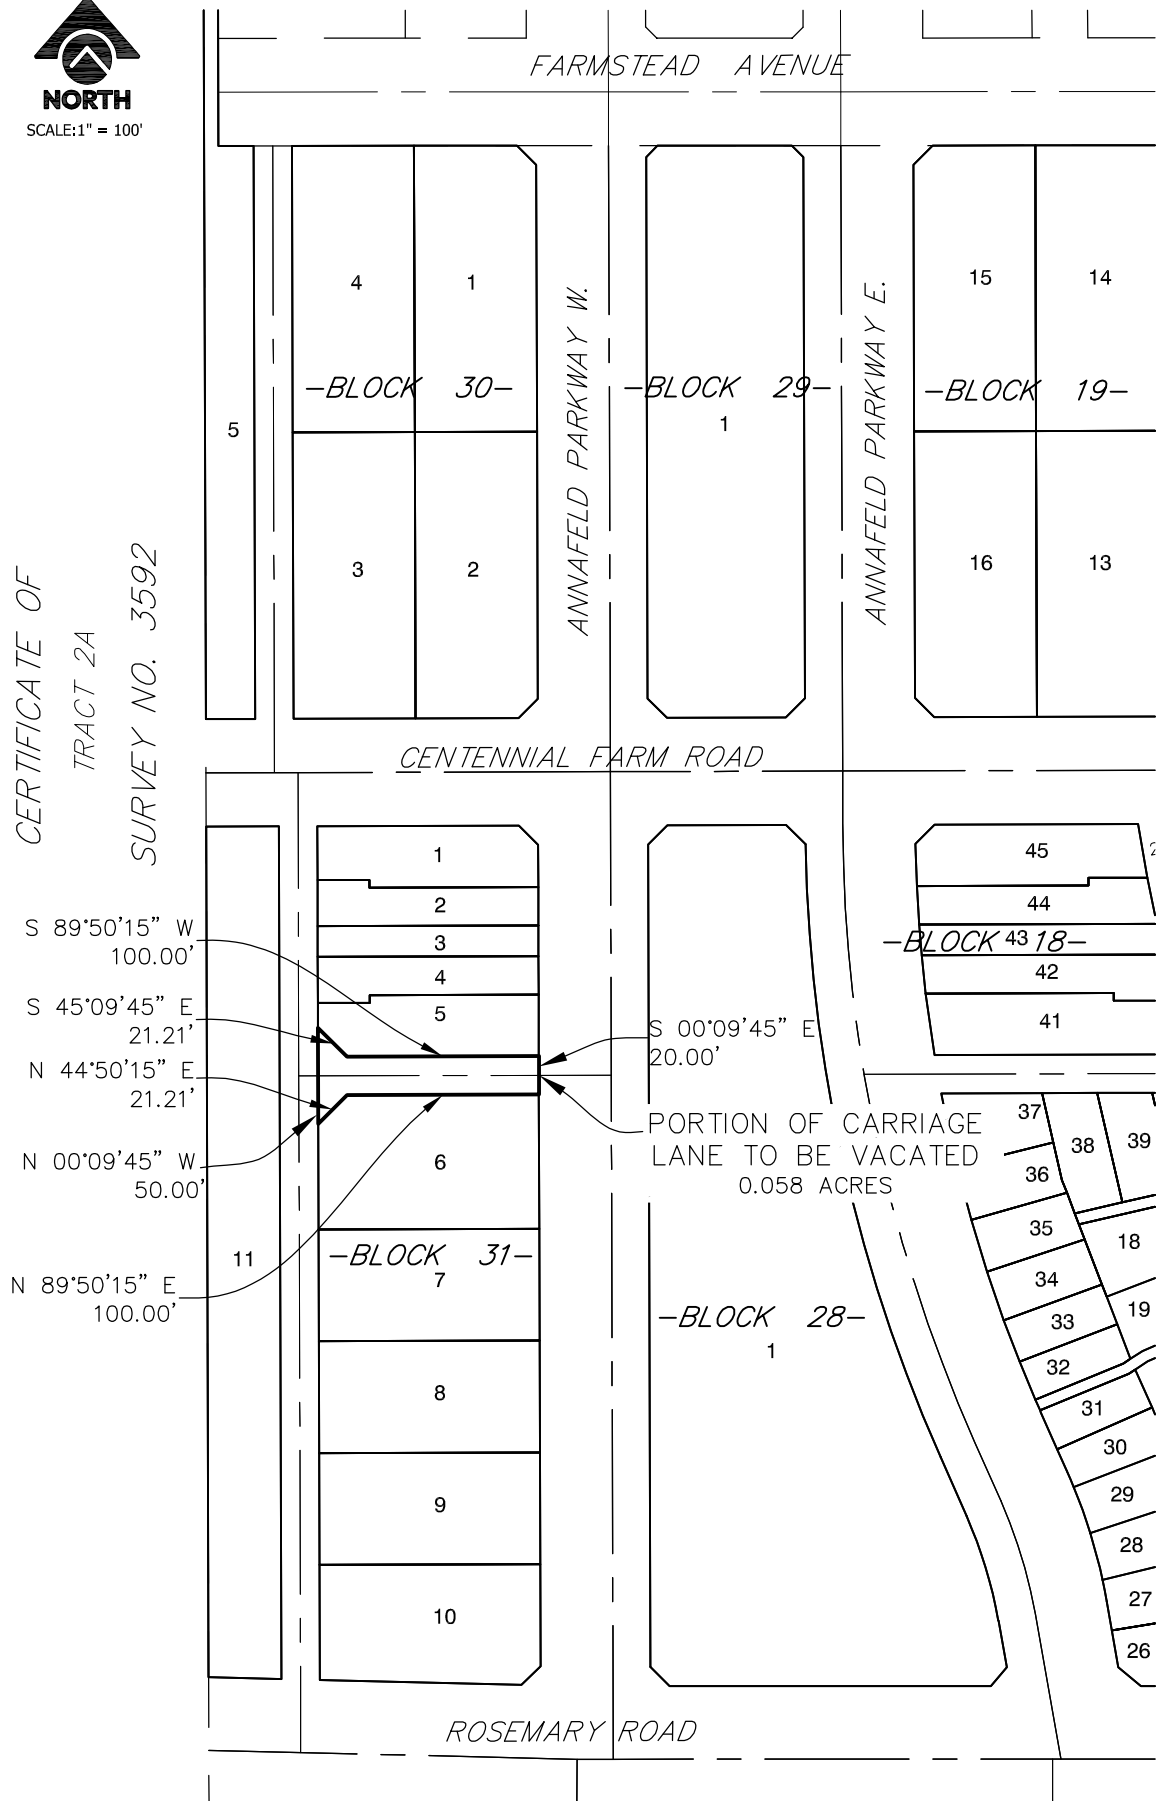 NORTH
SCALE:1" = 100'
FARMSTEAD AVENUE
4
1
15
14
-BLOCK 30-
-BLOCK 29-
-BLOCK 19-
5
1
3
2
16
13
ANNAFELD PARKWAY W.
ANNAFELD PARKWAY E.
CERTIFICATE OF
TRACT 2A
SURVEY NO. 3592
CENTENNIAL FARM ROAD
1
45
2
2
44
3
-BLOCK 18-
43
4
42
5
41
S 89°50'15" W
100.00'
S 45°09'45" E
21.21'
N 44°50'15" E
21.21'
N 00°09'45" W
50.00'
N 89°50'15" E
100.00'
S 00°09'45" E
20.00'
PORTION OF CARRIAGE
LANE TO BE VACATED
0.058 ACRES
6
11
-BLOCK 31-
7
8
9
10
-BLOCK 28-
1
37
38
39
36
35
18
34
19
33
32
31
30
29
28
27
26
ROSEMARY ROAD